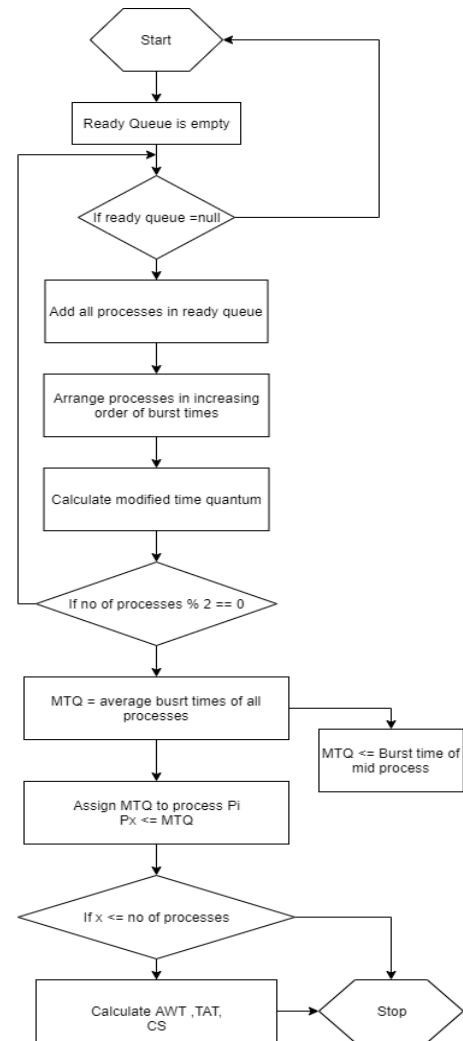 Start
Ready Queue is empty
If ready queue =null
Add all processes in ready queue
Arrange processes in increasing
order of burst times
Calculate modified time quantum
If no of processes % 2 == 0
MTQ = average busrt times of all
processes
MTQ <= Burst time of
mid process
Assign MTQ to process Pi
Px <= MTQ
If x <= no of processes
Calculate AWT ,TAT,
CS
Stop